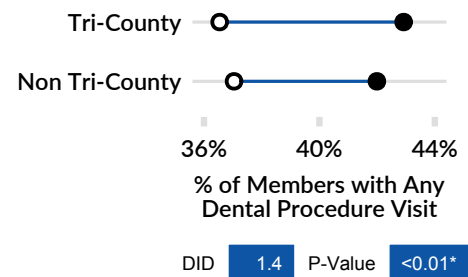 Tri-County
Non Tri-County
36% 40% 44%
% of Members with Any
Dental Procedure Visit
DID 1.4 P-Value <0.01*